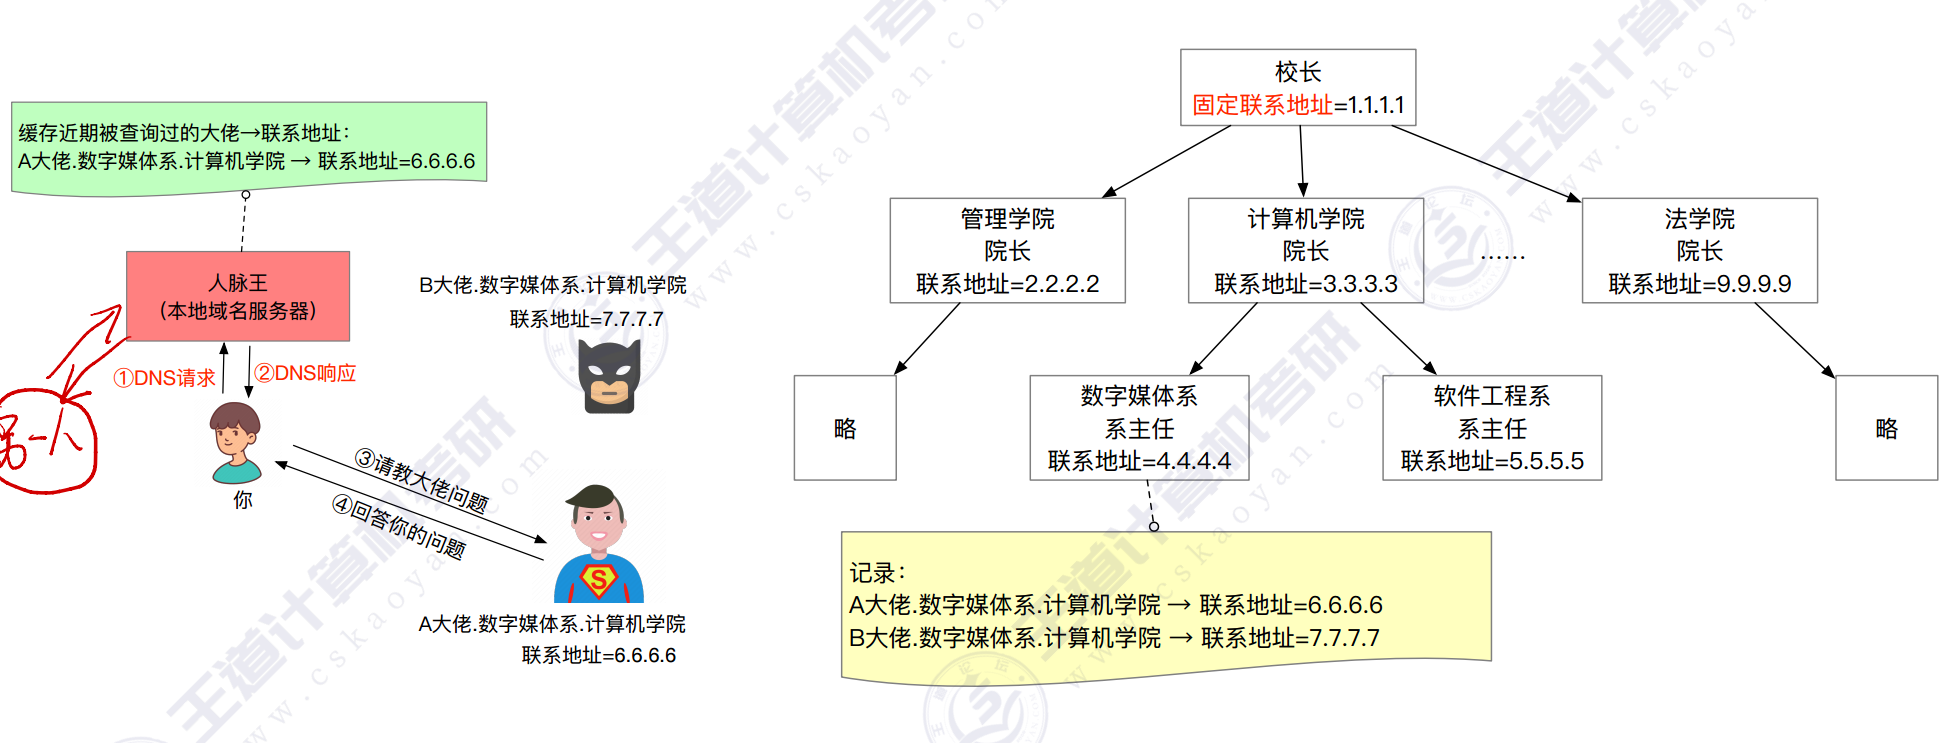 缓存近期被查询过的大佬→联系地址：
A大佬.数字媒体系.计算机学院 → 联系地址=6.6.6.6
人脉王
(本地域名服务器)
①DNS请求
②DNS响应
另一人
你
③请教大佬问题
④回答你的问题
B大佬.数字媒体系.计算机学院
联系地址=7.7.7.7
A大佬.数字媒体系.计算机学院
联系地址=6.6.6.6
S
校长
固定联系地址=1.1.1.1
管理学院
院长
联系地址=2.2.2.2
计算机学院
院长
联系地址=3.3.3.3
……
法学院
院长
联系地址=9.9.9.9
略
数字媒体系
系主任
联系地址=4.4.4.4
软件工程系
系主任
联系地址=5.5.5.5
略
记录：
A大佬.数字媒体系.计算机学院 → 联系地址=6.6.6.6
B大佬.数字媒体系.计算机学院 → 联系地址=7.7.7.7
王道计算机考研
www.cskaoyan.com